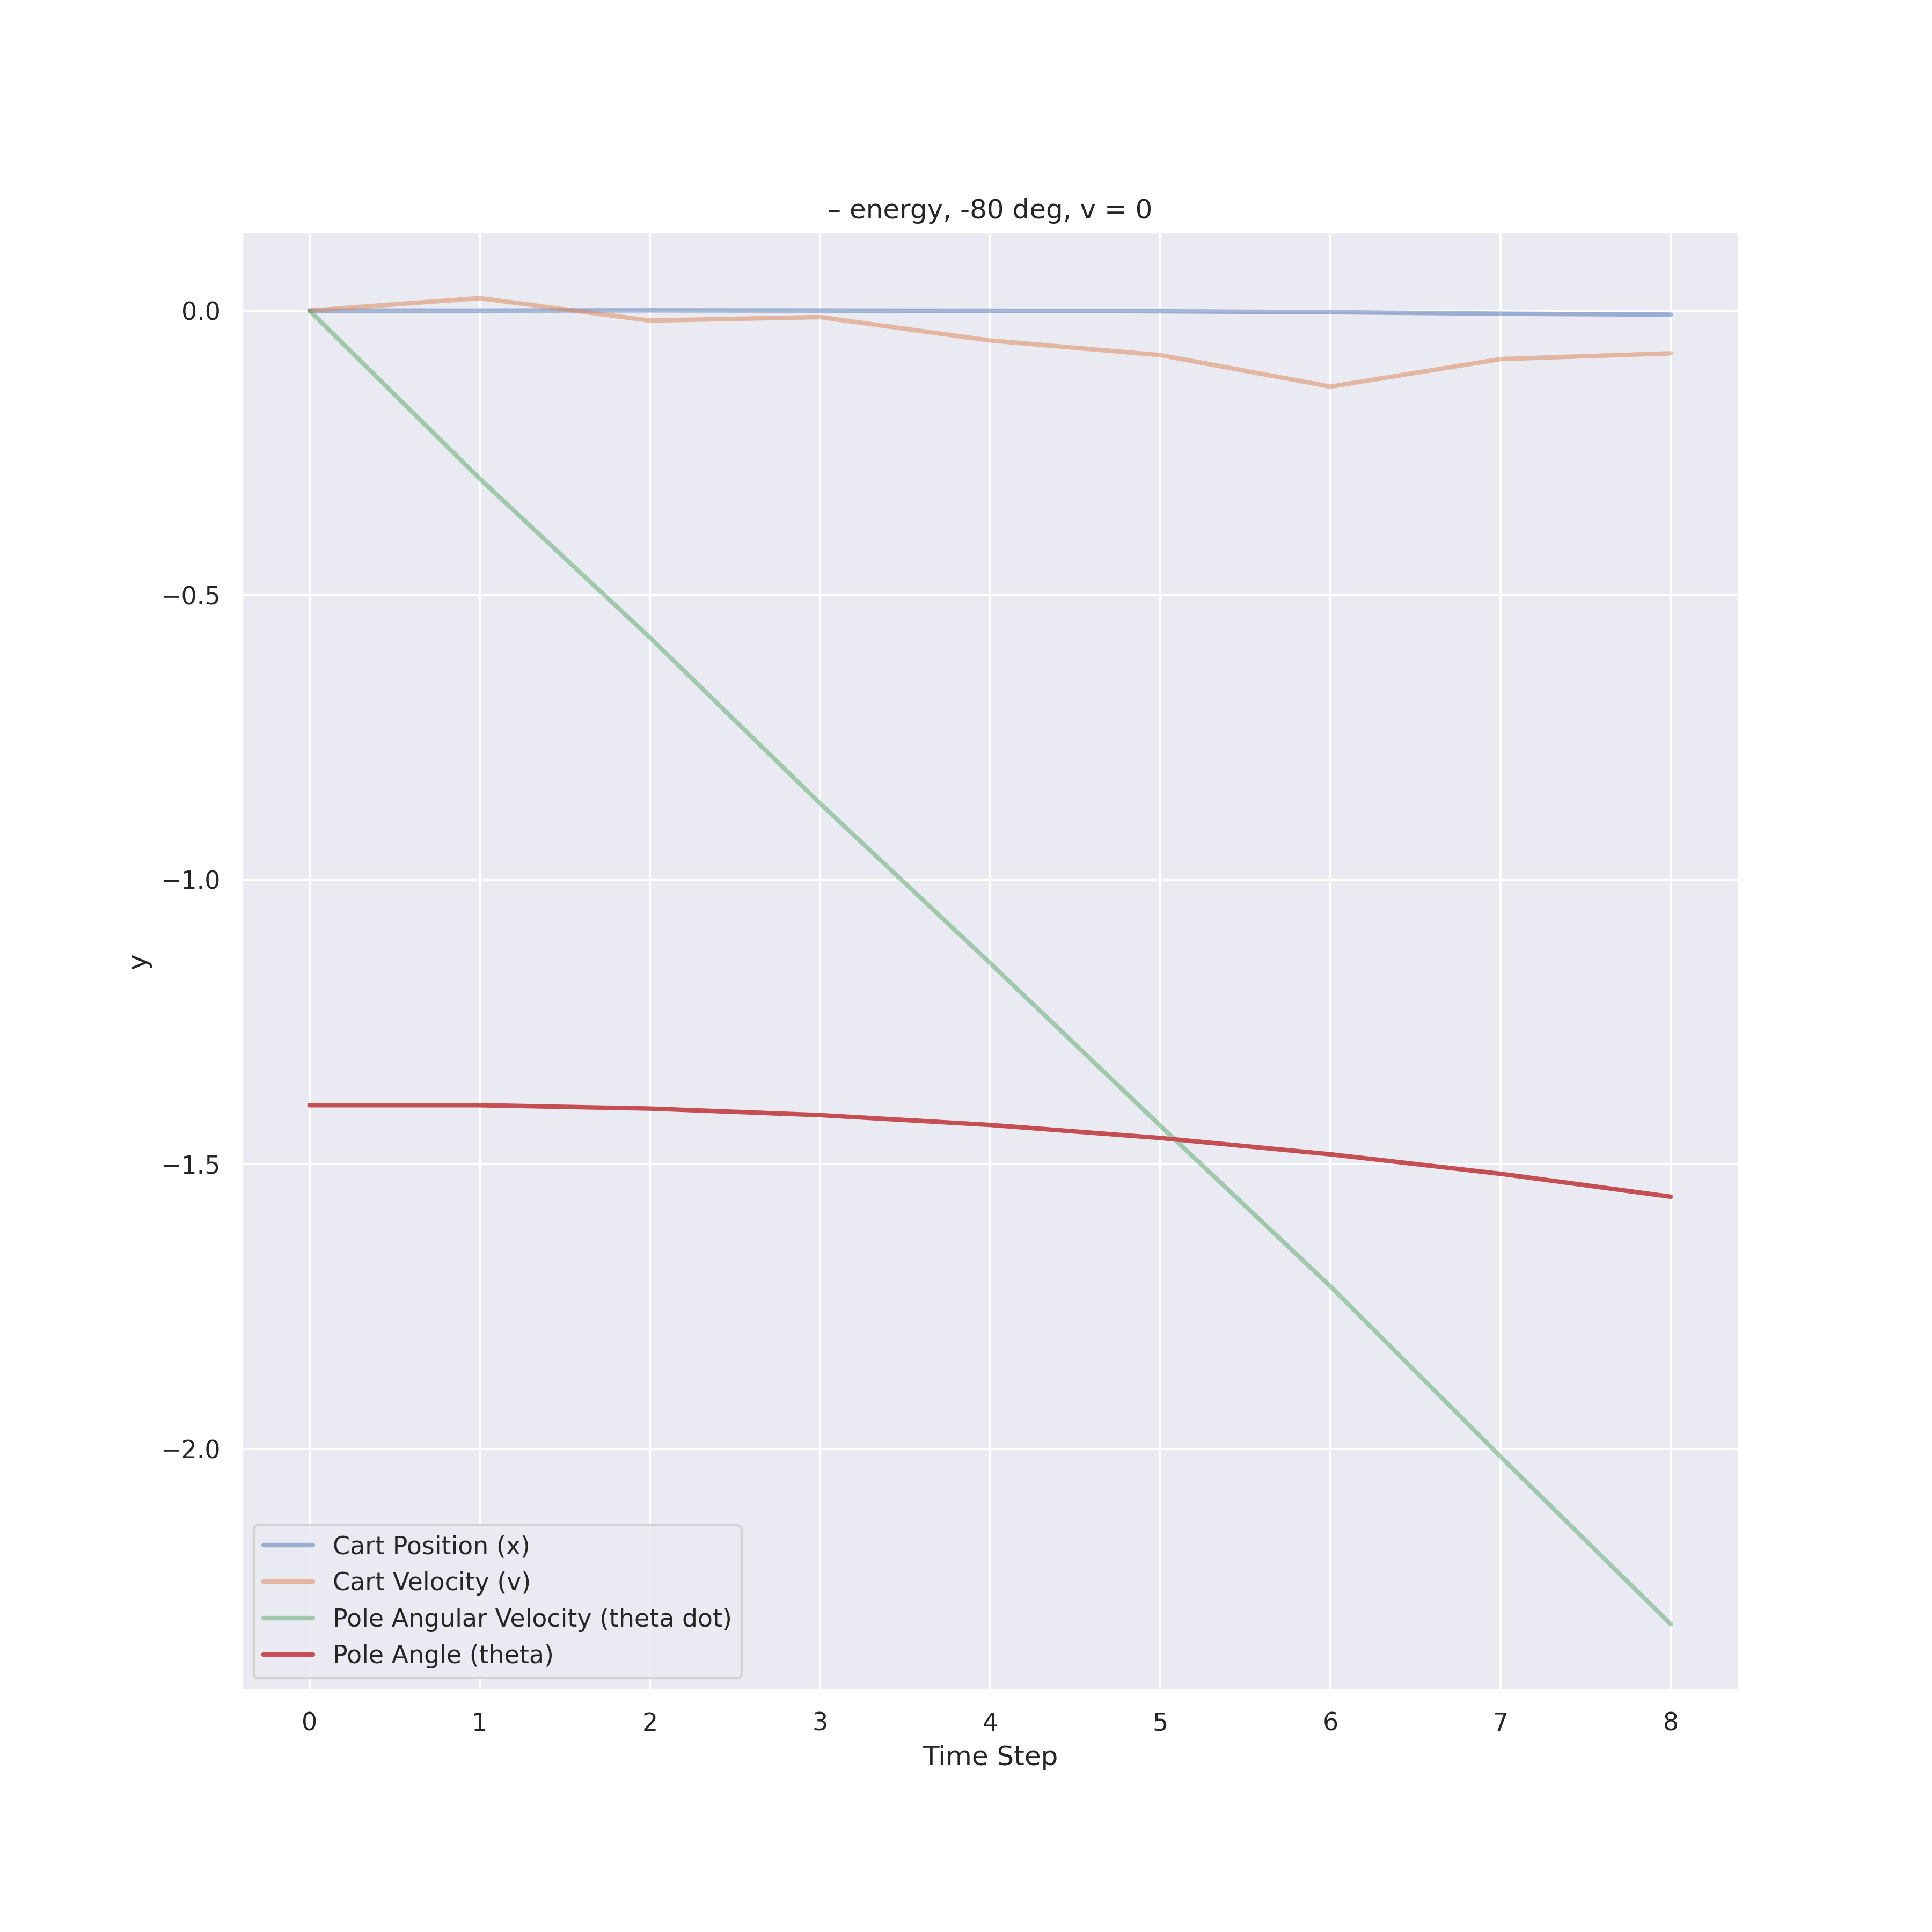 – energy, -80 deg, v = 0
0.0
−0.5
−1.0
−1.5
−2.0
y
Cart Position (x)
Cart Velocity (v)
Pole Angular Velocity (theta dot)
Pole Angle (theta)
0 1 2 3 4 5 6 7 8
Time Step